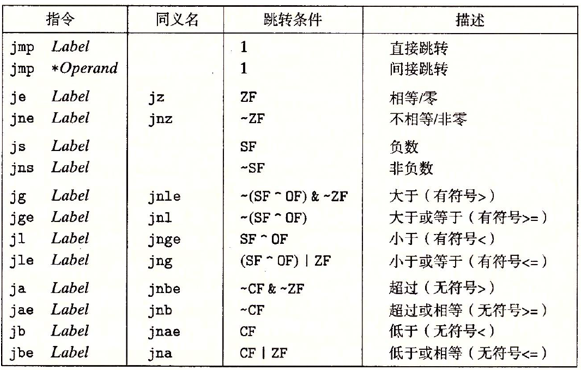 指令 同义名 跳转条件 描述
jmp Label 1 直接跳转
jmp *Operand 1 间接跳转
je Label jz ZF 相等/零
jne Label jnz ~ZF 不相等/非零
js Label SF 负数
jns Label ~SF 非负数
jg Label jnle ~(SF ^ OF) & ~ZF 大于（有符号>）
jge Label jnl ~(SF ^ OF) 大于或等于（有符号>=）
jl Label jnge SF ^ OF 小于（有符号<）
jle Label jng (SF ^ OF) | ZF 小于或等于（有符号<=）
ja Label jnbe ~CF & ~ZF 超过（无符号>）
jae Label jnb ~CF 超过或相等（无符号>=）
jb Label jnae CF 低于（无符号<）
jbe Label jna CF | ZF 低于或相等（无符号<=）